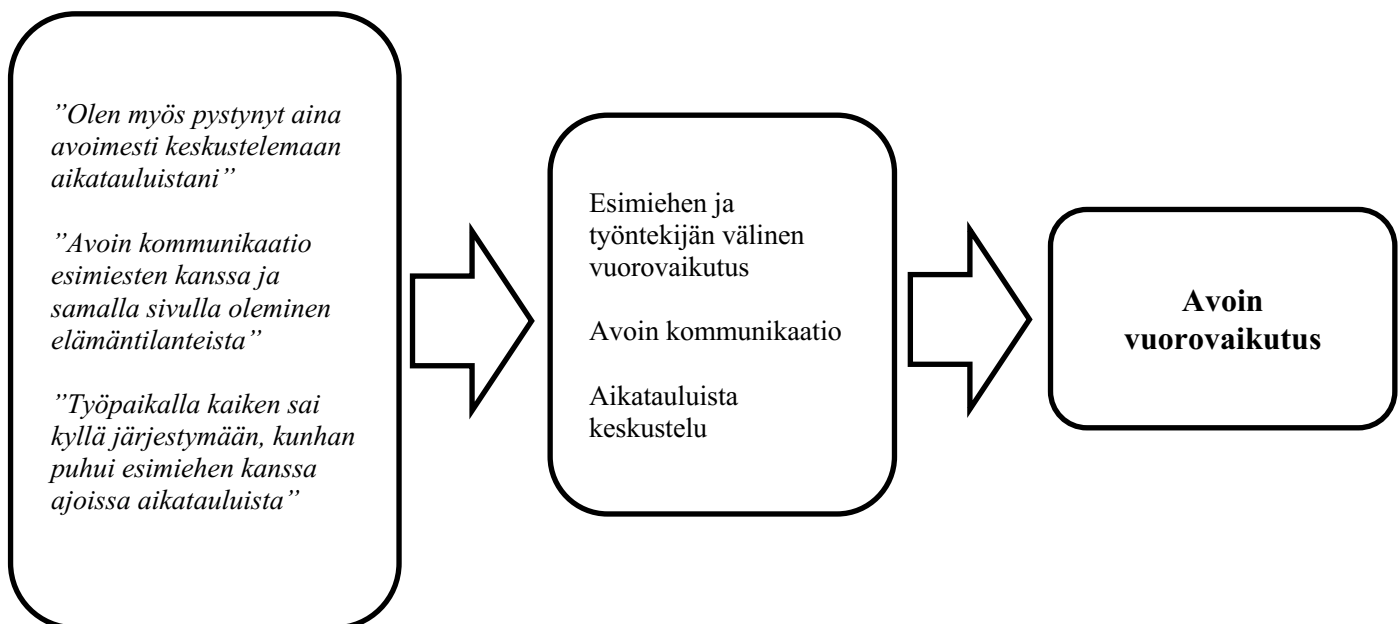 ”Olen myös pystynyt aina
avoimesti keskustelemaan
aikatauluistani”
”Avoin kommunikaatio
esimiesten kanssa ja
samalla sivulla oleminen
elämäntilanteista”
”Työpaikalla kaiken sai
kyllä järjestymään, kunhan
puhui esimiehen kanssa
ajoissa aikatauluista”
Esimiehen ja
työntekijän välinen
vuorovaikutus
Avoin kommunikaatio
Aikatauluista
keskustelu
Avoin
vuorovaikutus